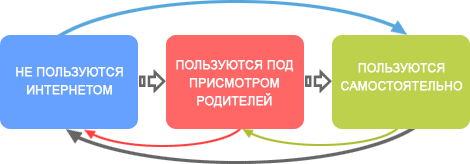 НЕ ПОЛЬЗУЮТСЯ
ИНТЕРНЕТОМ
ПОЛЬЗУЮТСЯ ПОД
ПРИСМОТРОМ
РОДИТЕЛЕЙ
ПОЛЬЗУЮТСЯ
САМОСТОЯТЕЛЬНО